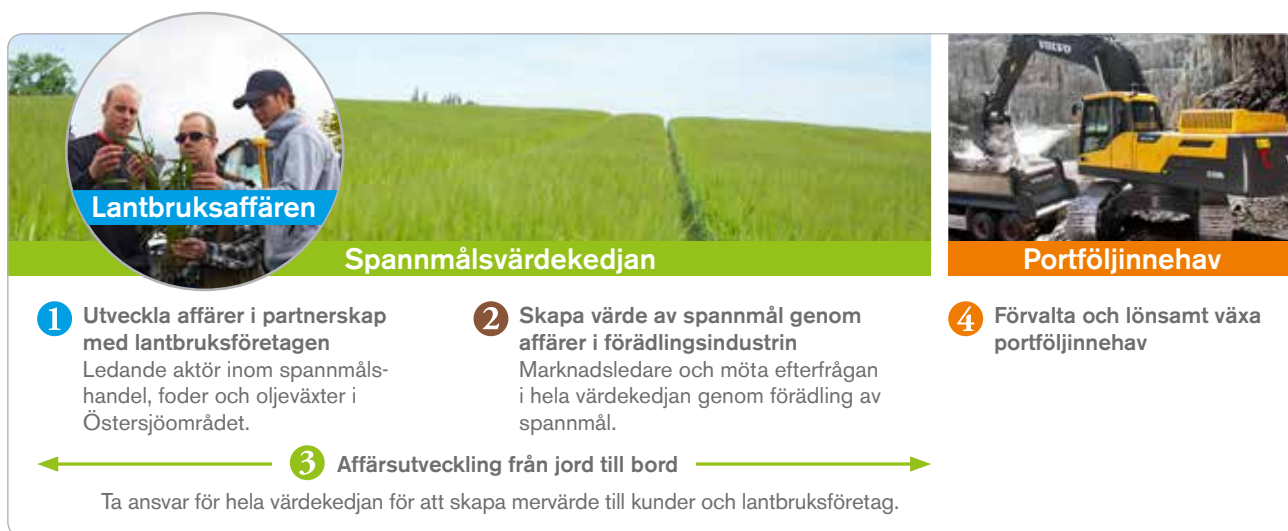 VOLVO
Lantbruksaffären
Spannmålsvärdekedjan
Portföljinnehav
1 Utveckla affärer i partnerskap
med lantbruksföretagen
Ledande aktör inom spannmåls-
handel, foder och oljeväxter i
Östersjöområdet.
2 Skapa värde av spannmål genom
affärer i förädlingsindustrin
Marknadsledare och möta efterfrågan
i hela värdekedjan genom förädling av
spannmål.
4 Förvalta och lönsamt växa
portföljinnehav
3 Affärsutveckling från jord till bord
Ta ansvar för hela värdekedjan för att skapa mervärde till kunder och lantbruksföretag.